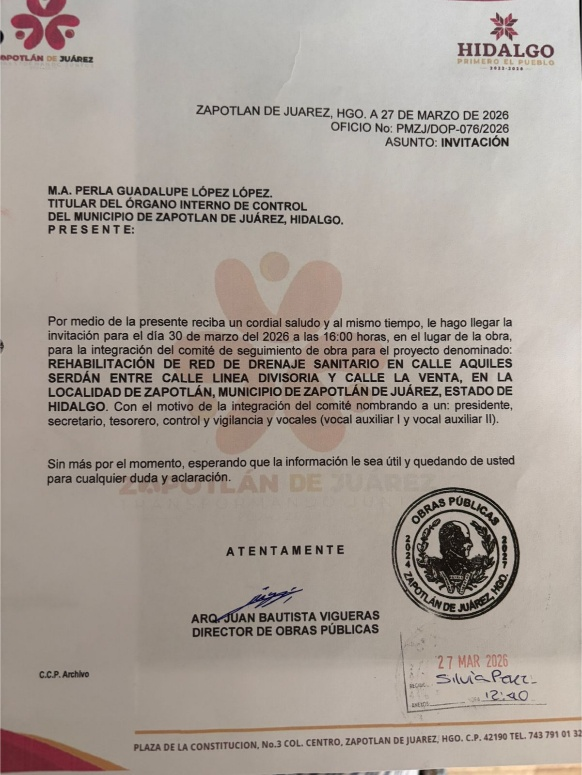 ZAPOTLÁN DE JUÁREZ
HIDALGO
PRIMERO EL PUEBLO
2022-2028
ZAPOTLAN DE JUAREZ, HGO. A 27 DE MARZO DE 2026
OFICIO No: PMZJ/DOP-076/2026
ASUNTO: INVITACIÓN
M.A. PERLA GUADALUPE LÓPEZ LÓPEZ.
TITULAR DEL ÓRGANO INTERNO DE CONTROL
DEL MUNICIPIO DE ZAPOTLAN DE JUÁREZ, HIDALGO.
P R E S E N T E:
Por medio de la presente reciba un cordial saludo y al mismo tiempo, le hago llegar la
invitación para el día 30 de marzo del 2026 a las 16:00 horas, en el lugar de la obra,
para la integración del comité de seguimiento de obra para el proyecto denominado:
REHABILITACIÓN DE RED DE DRENAJE SANITARIO EN CALLE AQUILES
SERDÁN ENTRE CALLE LINEA DIVISORIA Y CALLE LA VENTA, EN LA
LOCALIDAD DE ZAPOTLÁN, MUNICIPIO DE ZAPOTLÁN DE JUÁREZ, ESTADO DE
HIDALGO. Con el motivo de la integración del comité nombrando a un: presidente,
secretario, tesorero, control y vigilancia y vocales (vocal auxiliar I y vocal auxiliar II).
Sin más por el momento, esperando que la información le sea útil y quedando de usted
para cualquier duda y aclaración.
ZAPOTLÁN DE JUÁREZ
A T E N T A M E N T E
OBRAS PÚBLICAS
2024 2027
ZAPOTLÁN DE JUÁREZ, HGO.
ARQ. JUAN BAUTISTA VIGUERAS
DIRECTOR DE OBRAS PÚBLICAS
27 MAR 2026
Silvia Perez
12:40
C.C.P. Archivo
PLAZA DE LA CONSTITUCION, No.3 COL. CENTRO, ZAPOTLAN DE JUAREZ, HGO. C.P. 42190 TEL. 743 791 01 32